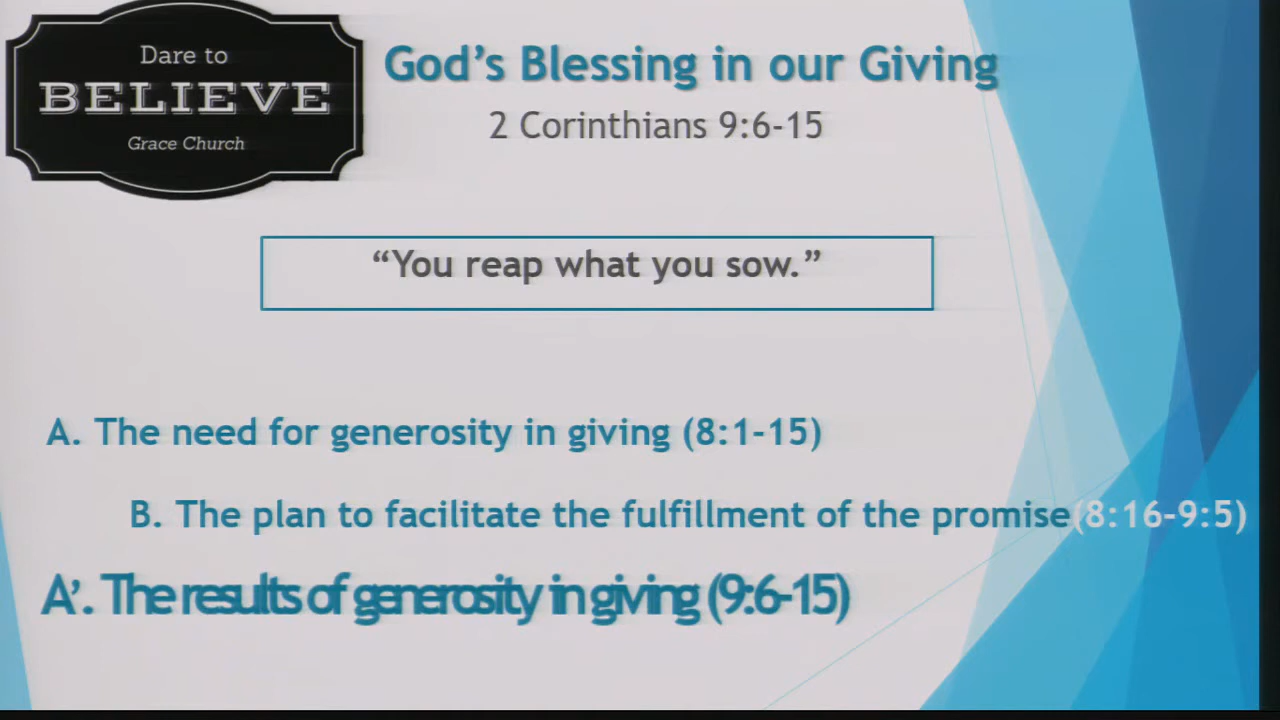 Dare to
BELIEVE
Grace Church
God’s Blessing in our Giving
2 Corinthians 9:6-15
“You reap what you sow.”
A. The need for generosity in giving (8:1-15)
B. The plan to facilitate the fulfillment of the promise(8:16-9:5)
A’. The results of generosity in giving (9:6-15)